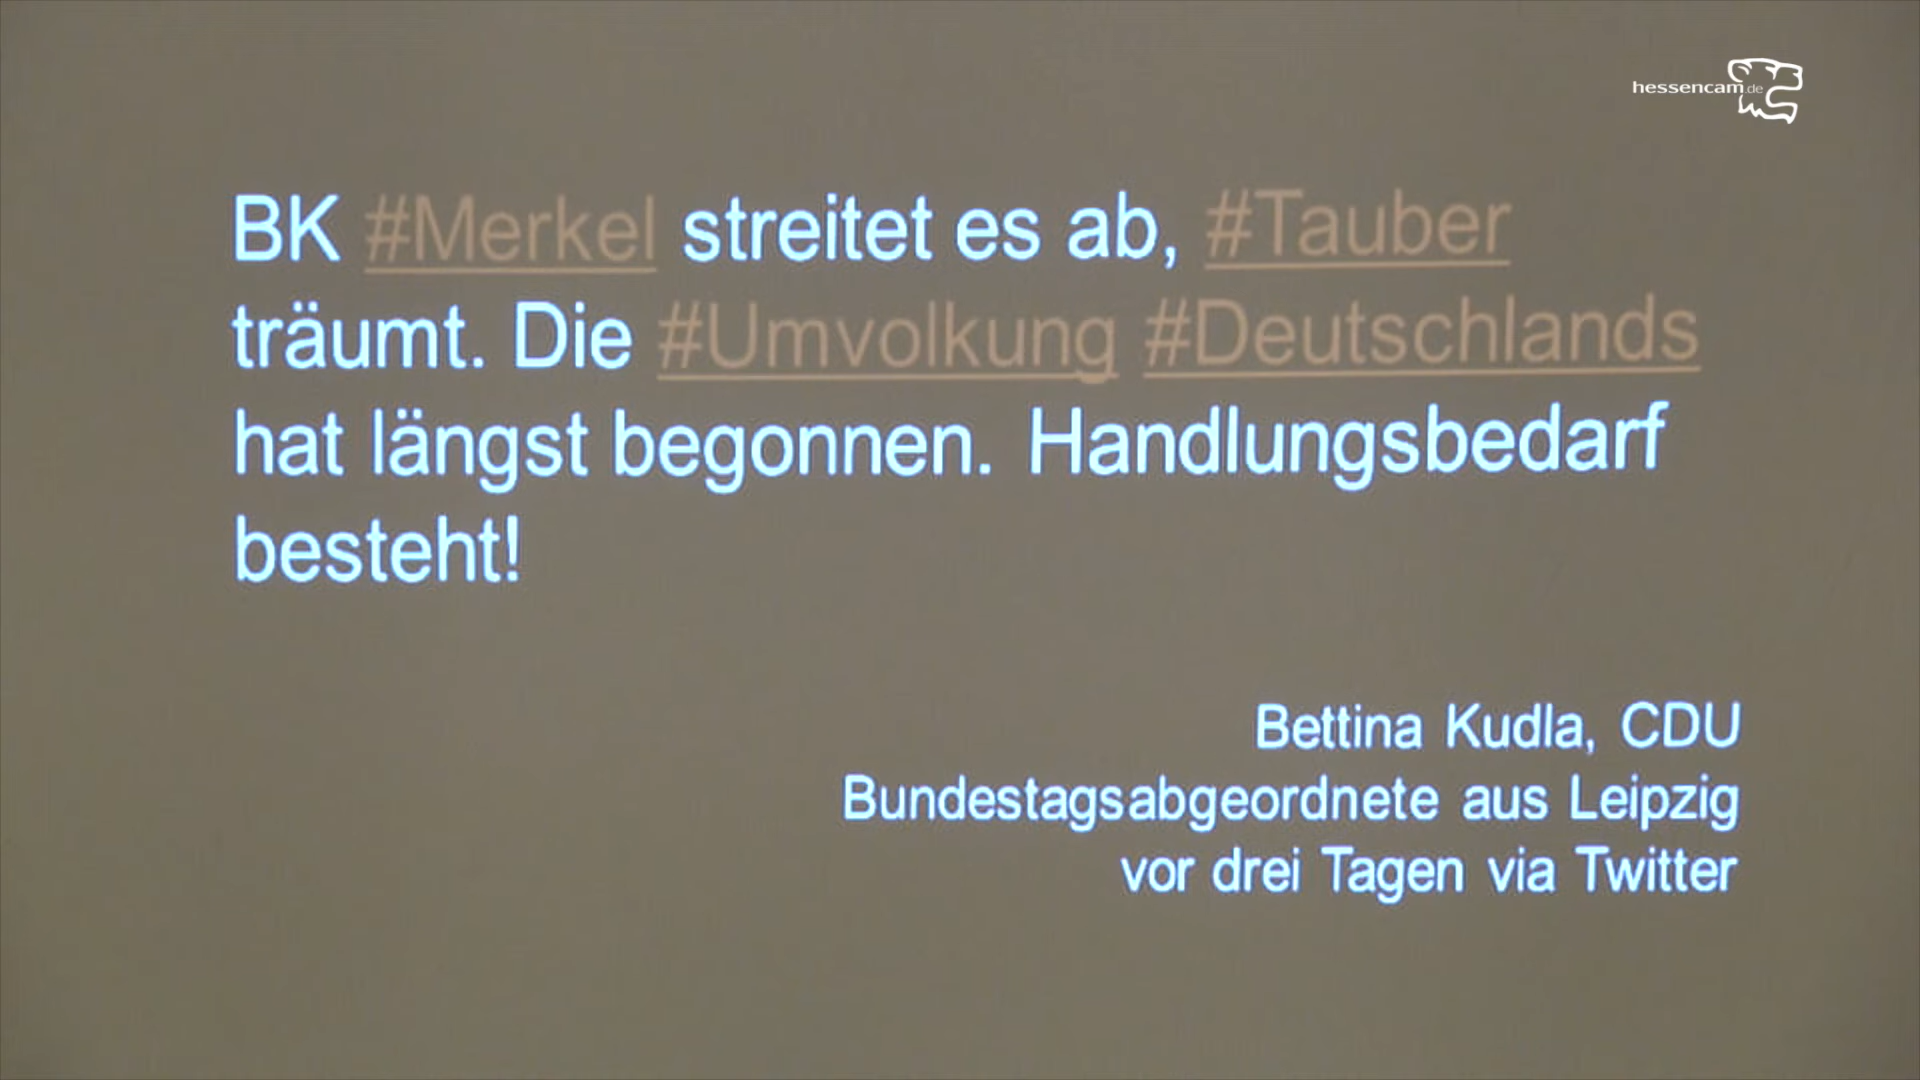 hessencam.de
BK #Merkel streitet es ab, #Tauber
träumt. Die #Umvolkung #Deutschlands
hat längst begonnen. Handlungsbedarf
besteht!
Bettina Kudla, CDU
Bundestagsabgeordnete aus Leipzig
vor drei Tagen via Twitter